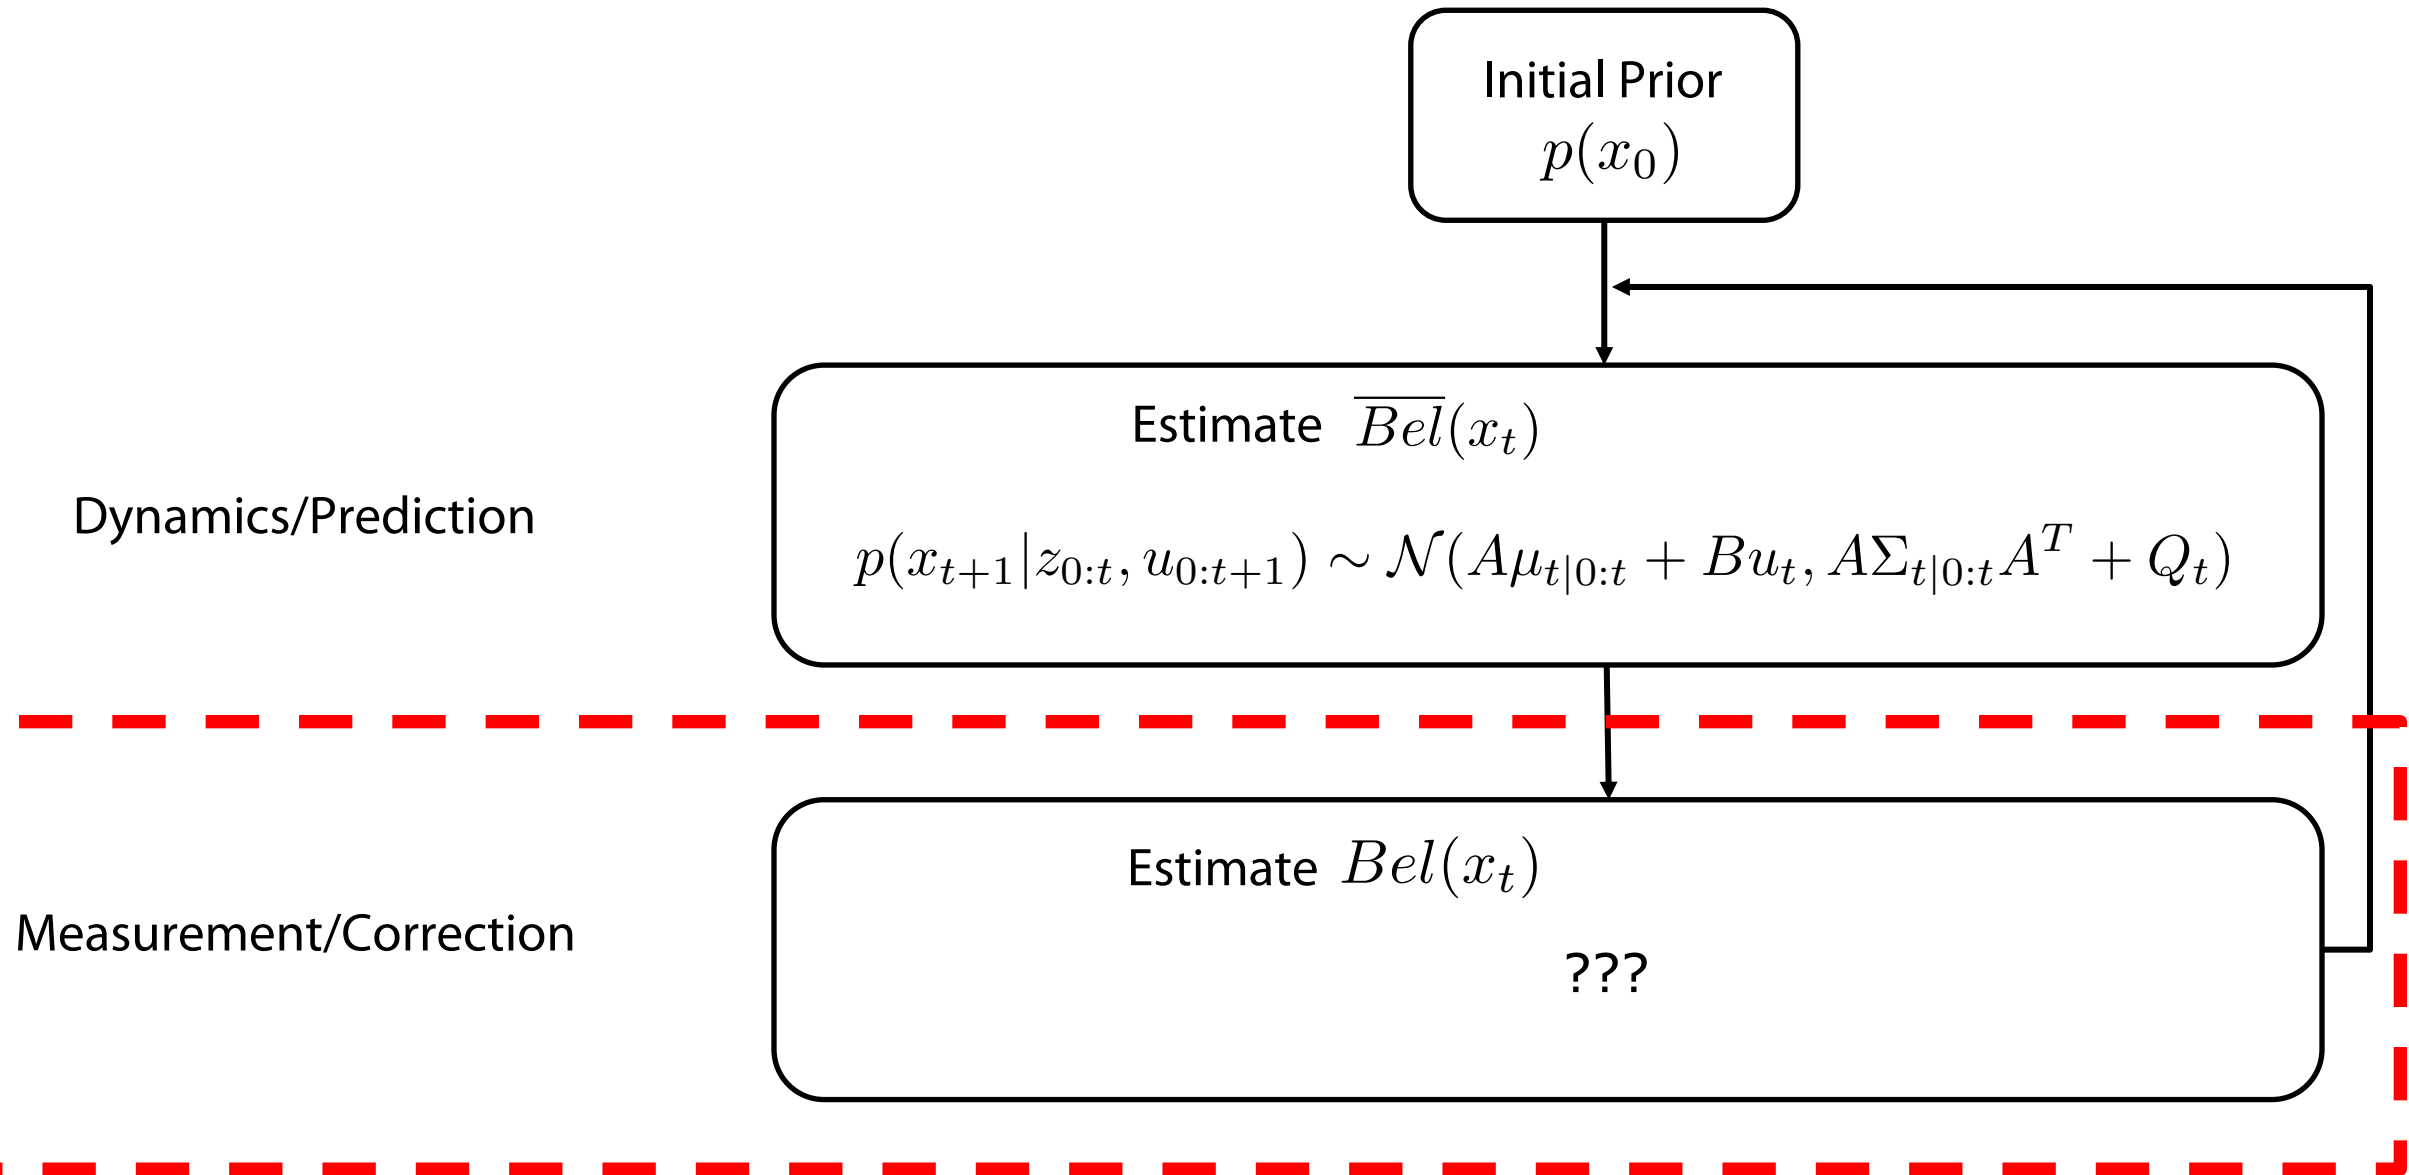 Initial Prior
$p(x_0)$
Estimate $\overline{Bel}(x_t)$
Dynamics/Prediction
$p(x_{t+1}|z_{0:t}, u_{0:t+1}) \sim \mathcal{N}(A\mu_{t|0:t} + Bu_t, A\Sigma_{t|0:t}A^T + Q_t)$
Estimate $Bel(x_t)$
Measurement/Correction
???